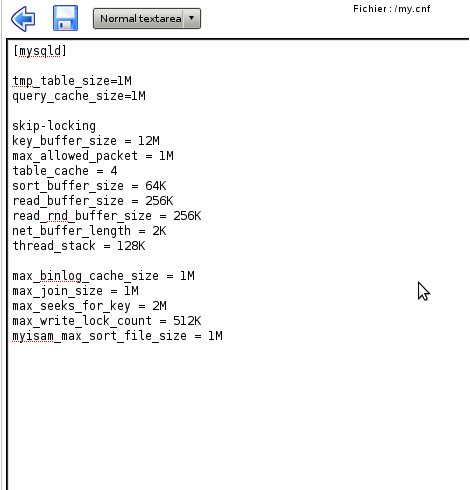 Normal textarea
Fichier : /my.cnf
[mysqld]
tmp_table_size=1M
query_cache_size=1M
skip-locking
key_buffer_size = 12M
max_allowed_packet = 1M
table_cache = 4
sort_buffer_size = 64K
read_buffer_size = 256K
read_rnd_buffer_size = 256K
net_buffer_length = 2K
thread_stack = 128K
max_binlog_cache_size = 1M
max_join_size = 1M
max_seeks_for_key = 2M
max_write_lock_count = 512K
myisam_max_sort_file_size = 1M